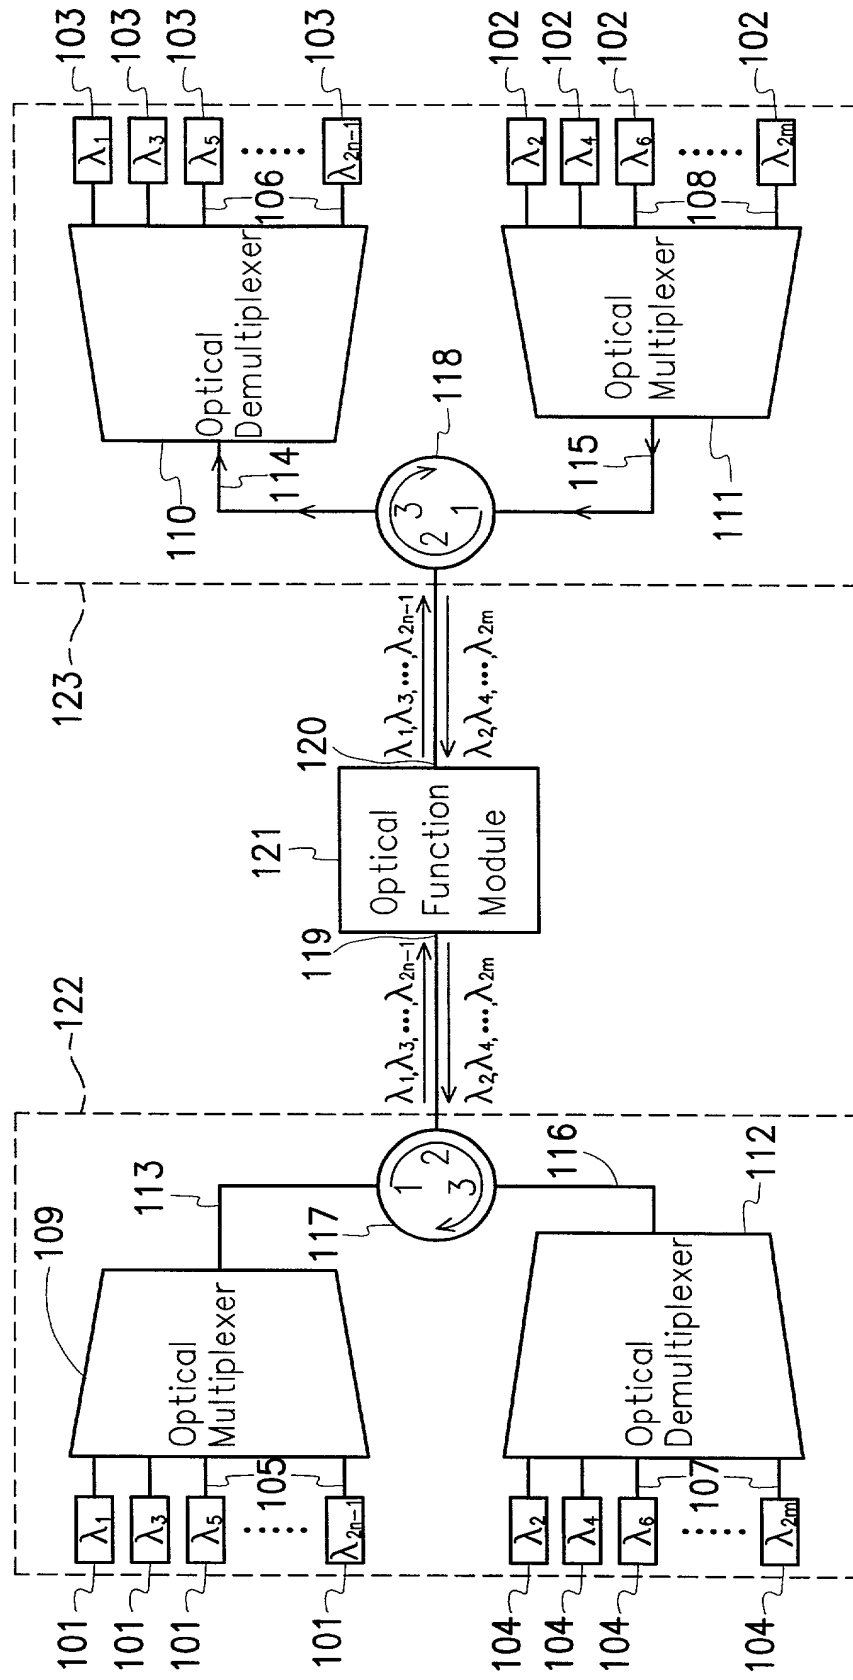 122
123
101
101
101
101
λ1
λ3
λ5
......
λ2n-1
105
109
Optical
Multiplexer
113
104
104
104
104
λ2
λ4
λ6
......
λ2m
107
Optical
Demultiplexer
112
116
117
1
2
3
λ1,λ3,...,λ2n-1
λ2,λ4,...,λ2m
119
121
Optical
Function
Module
120
λ1,λ3,...,λ2n-1
λ2,λ4,...,λ2m
118
3
2
1
110
114
Optical
Demultiplexer
106
λ1
λ3
λ5
......
λ2n-1
103
103
103
103
115
111
Optical
Multiplexer
108
λ2
λ4
λ6
......
λ2m
102
102
102
102